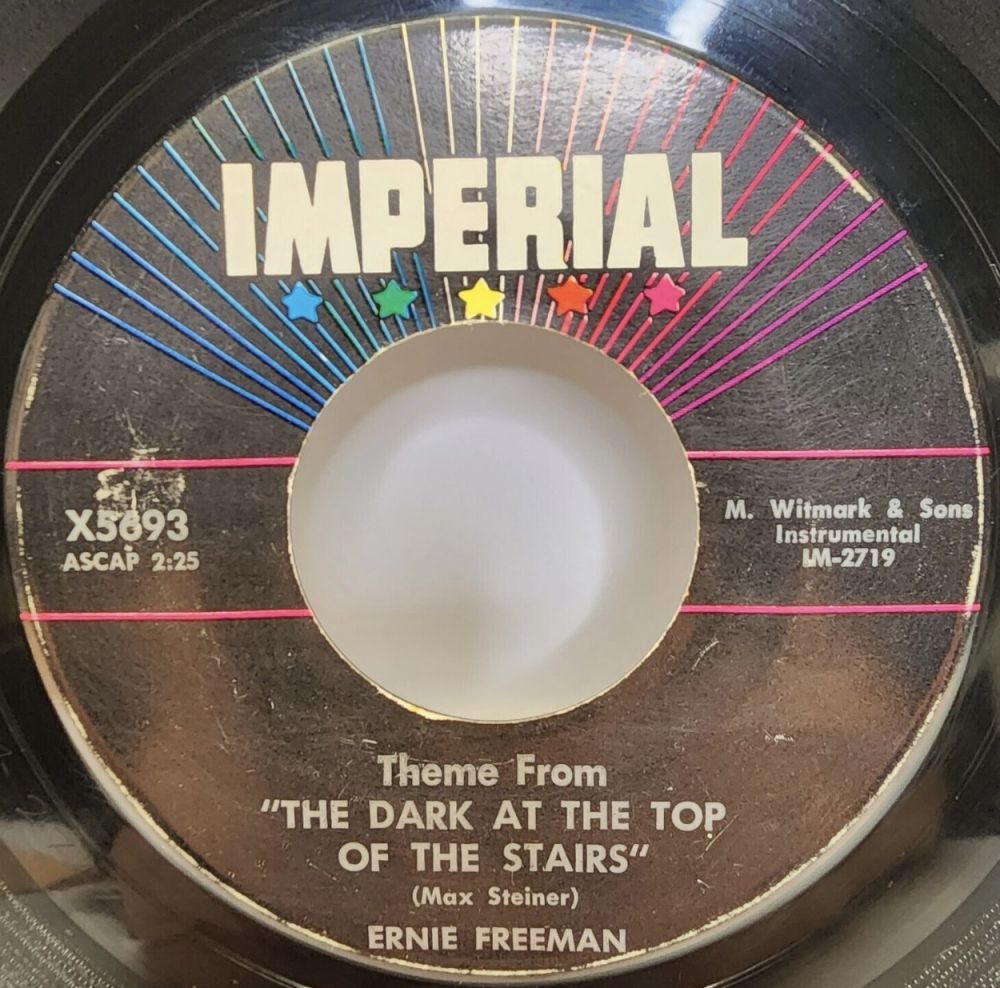 IMPERIAL
X5693
ASCAP 2:25
M. Witmark & Sons
Instrumental
LM-2719
Theme From
"THE DARK AT THE TOP
OF THE STAIRS"
(Max Steiner)
ERNIE FREEMAN